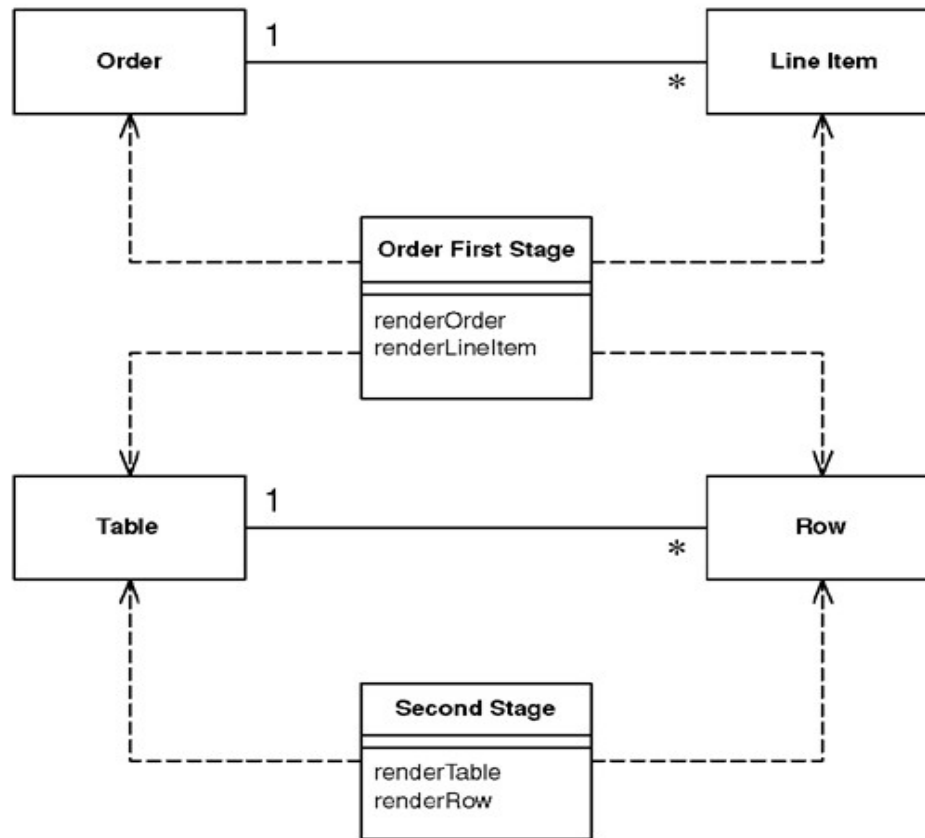 Order
1
*
Line Item
Order First Stage
renderOrder
renderLineItem
Table
1
*
Row
Second Stage
renderTable
renderRow